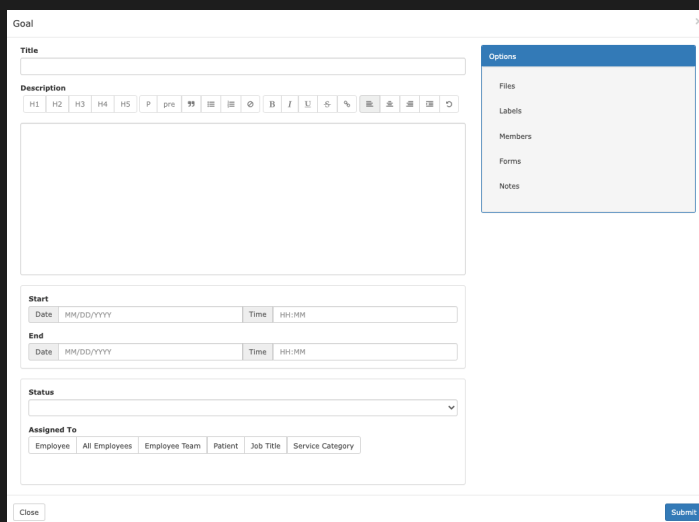 Goal
Title
Options
Files
Labels
Members
Forms
Notes
Description
H1 H2 H3 H4 H5 P pre B I U S
Start
Date MM/DD/YYYY Time HH:MM
End
Date MM/DD/YYYY Time HH:MM
Status
Assigned To
Employee All Employees Employee Team Patient Job Title Service Category
Close Submit